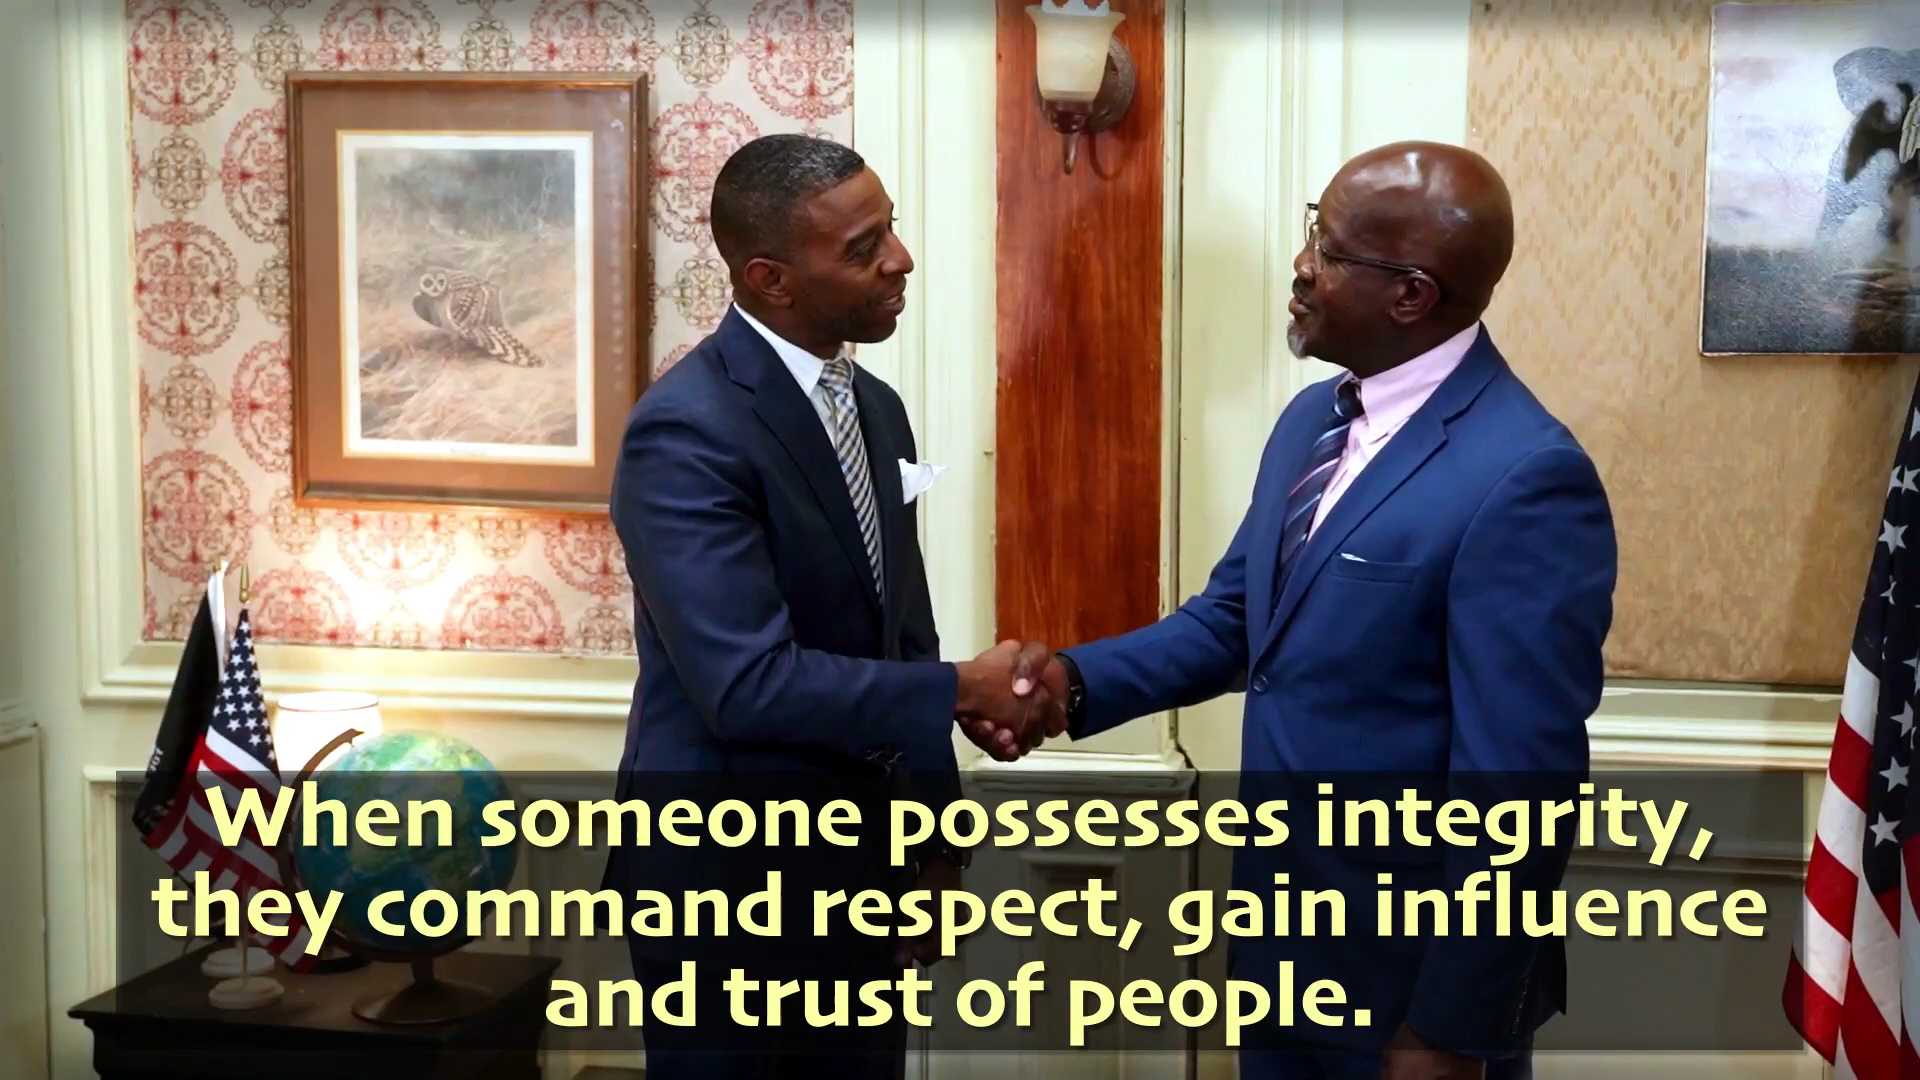 When someone possesses integrity,
they command respect, gain influence
and trust of people.